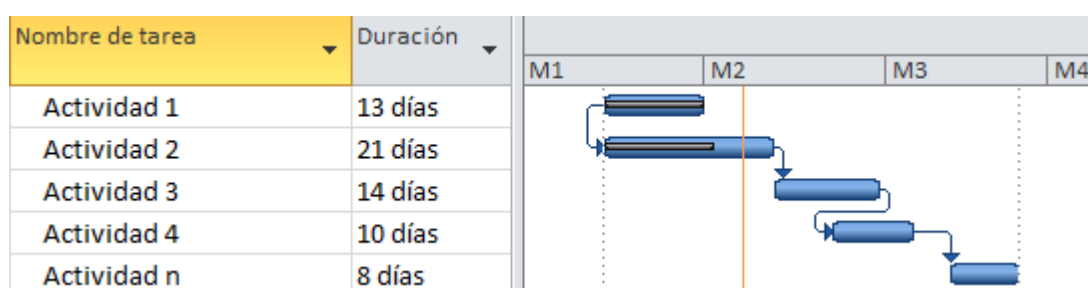 Nombre de tarea Duración
M1 M2 M3 M4
Actividad 1 13 días
Actividad 2 21 días
Actividad 3 14 días
Actividad 4 10 días
Actividad n 8 días